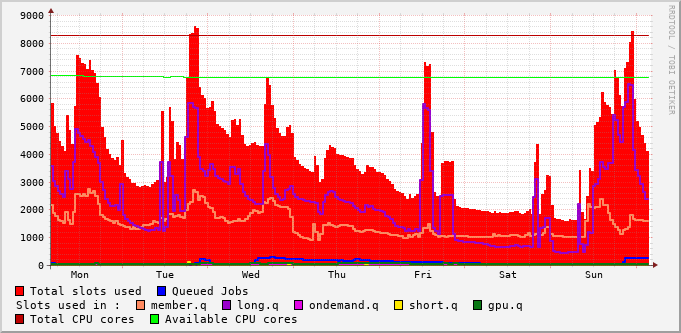 RRDTOOL / TOBI OETIKER
9000
8000
7000
6000
5000
4000
3000
2000
1000
0
Mon Tue Wed Thu Fri Sat Sun
Total slots used Queued Jobs
Slots used in : member.q long.q ondemand.q short.q gpu.q
Total CPU cores Available CPU cores